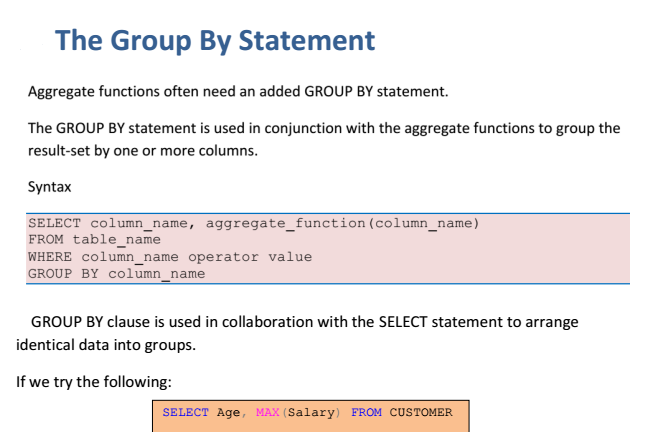 The Group By Statement
Aggregate functions often need an added GROUP BY statement.
The GROUP BY statement is used in conjunction with the aggregate functions to group the
result-set by one or more columns.
Syntax
SELECT column_name, aggregate_function(column_name)
FROM table_name
WHERE column_name operator value
GROUP BY column_name
GROUP BY clause is used in collaboration with the SELECT statement to arrange
identical data into groups.
If we try the following:
SELECT Age, MAX(Salary) FROM CUSTOMER